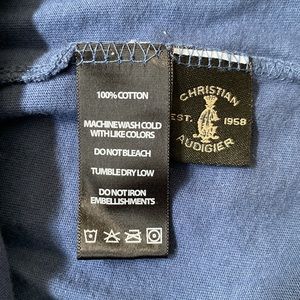 100% COTTON
MACHINE WASH COLD
WITH LIKE COLORS
DO NOT BLEACH
TUMBLE DRY LOW
DO NOT IRON
EMBELLISHMENTS
CHRISTIAN
EST. 1958
AUDIGIER